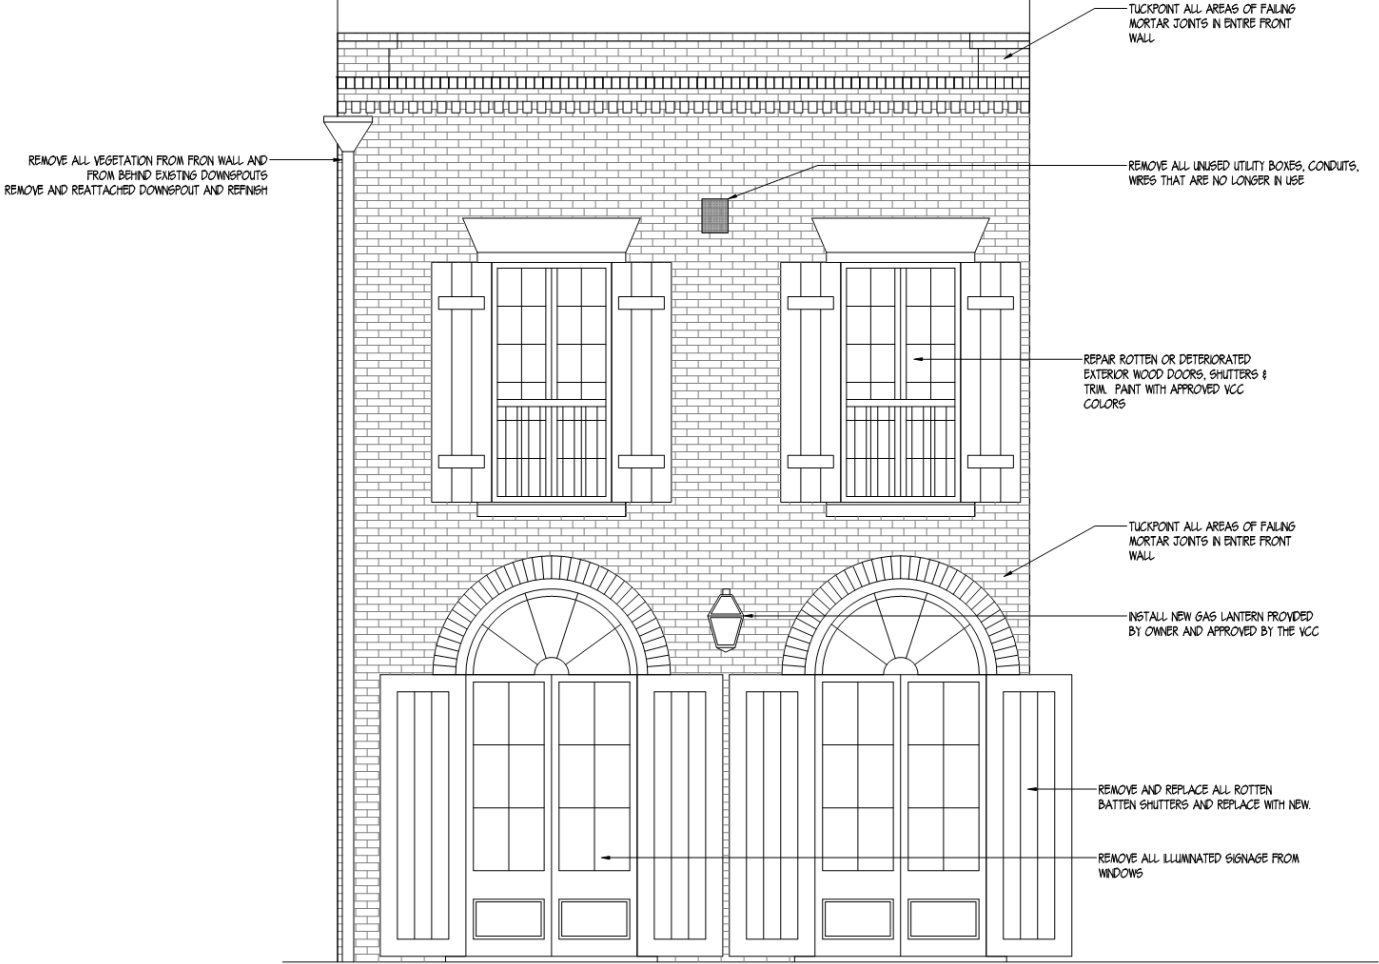 TUCKPOINT ALL AREAS OF FAILING
MORTAR JOINTS IN ENTIRE FRONT
WALL
REMOVE ALL VEGETATION FROM FRON WALL AND
FROM BEHIND EXISTING DOWNSPOUTS
REMOVE AND REATTACHED DOWNSPOUT AND REFINISH
REMOVE ALL UNUSED UTILITY BOXES, CONDUITS,
WIRES THAT ARE NO LONGER IN USE
REPAIR ROTTEN OR DETERIORATED
EXTERIOR WOOD DOORS, SHUTTERS &
TRIM. PAINT WITH APPROVED VCC
COLORS
TUCKPOINT ALL AREAS OF FAILING
MORTAR JOINTS IN ENTIRE FRONT
WALL
INSTALL NEW GAS LANTERN PROVIDED
BY OWNER AND APPROVED BY THE VCC
REMOVE AND REPLACE ALL ROTTEN
BATTEN SHUTTERS AND REPLACE WITH NEW.
REMOVE ALL ILLUMINATED SIGNAGE FROM
WINDOWS